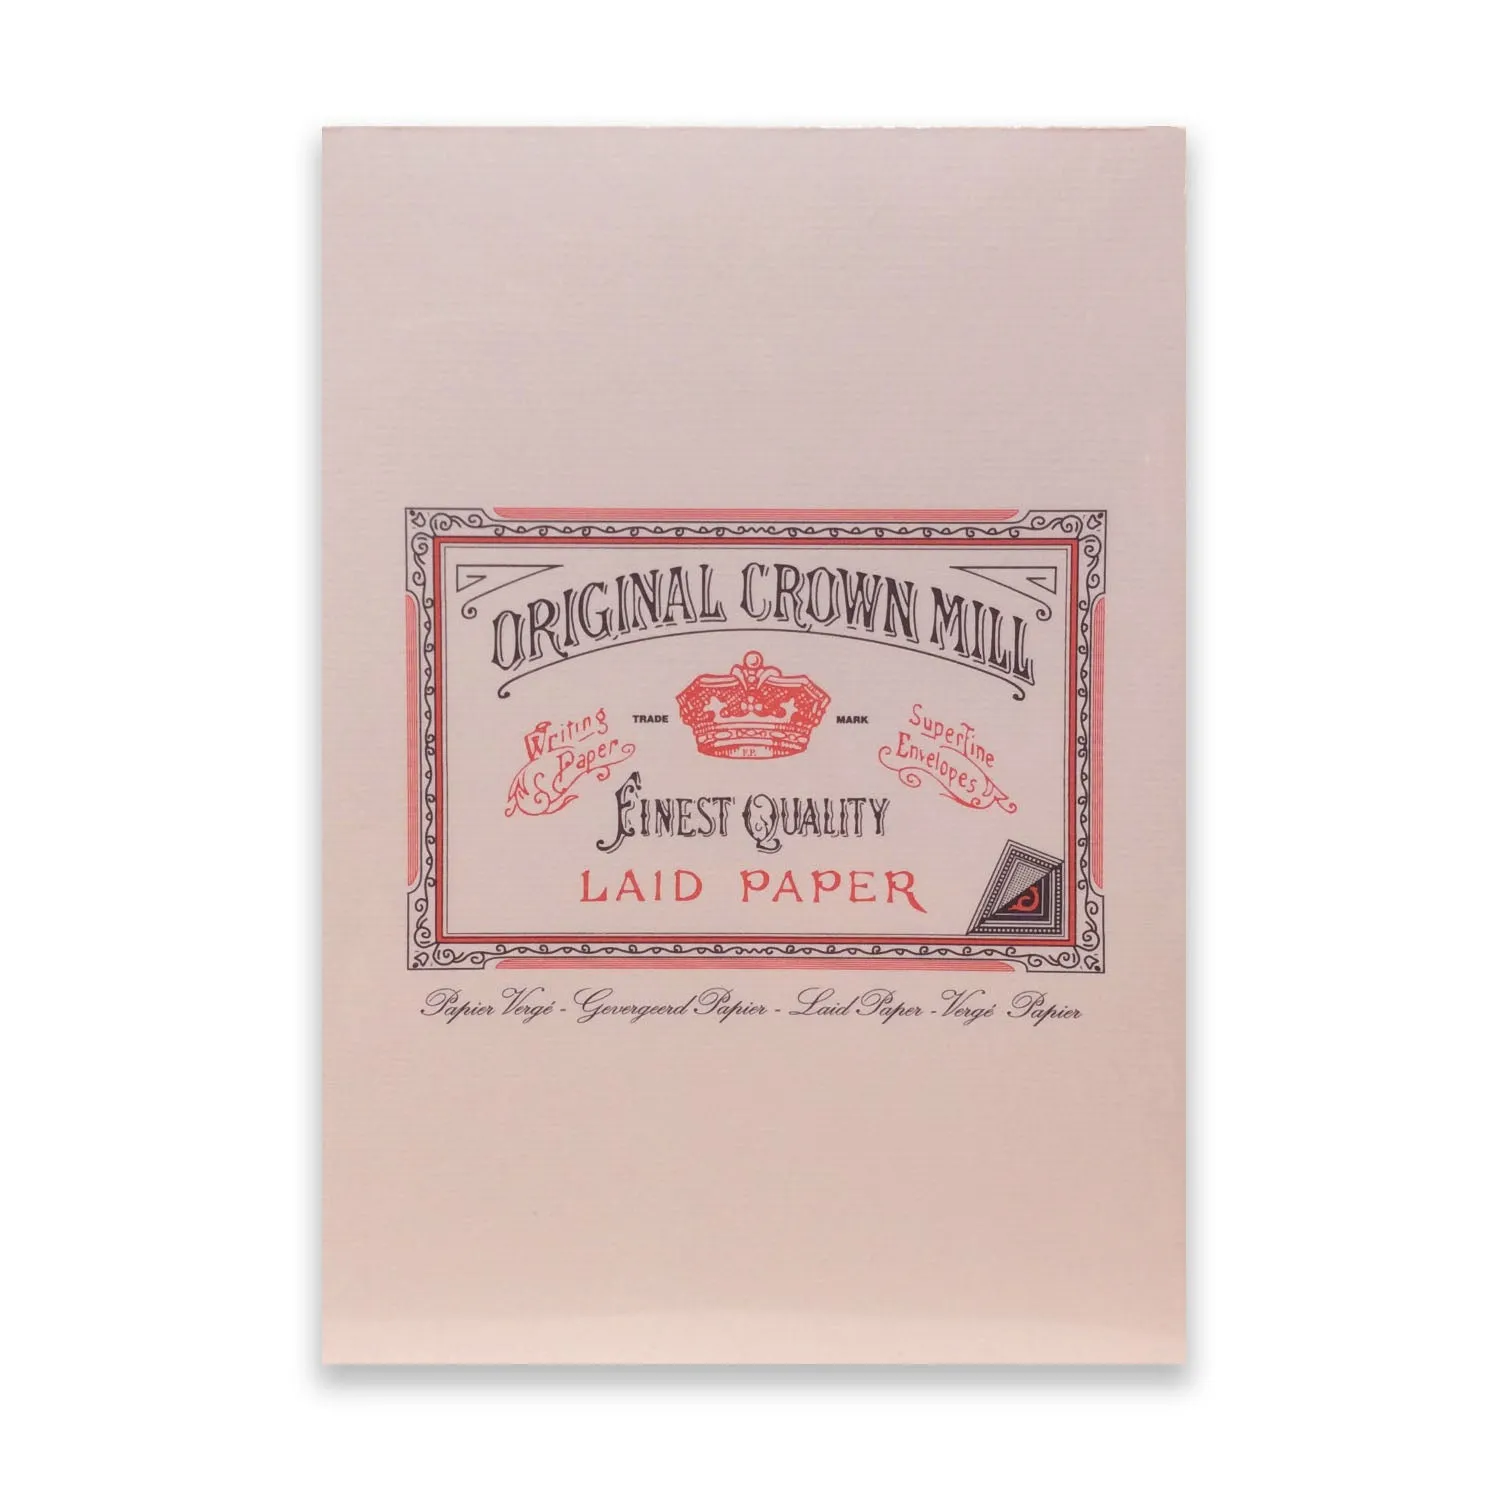 ORIGINAL CROWN MILL
Writing Paper
TRADE MARK
F.P.
Superfine Envelopes
FINEST QUALITY
LAID PAPER
Papier Vergé - Gevergeerd Papier - Laid Paper - Vergé Papier